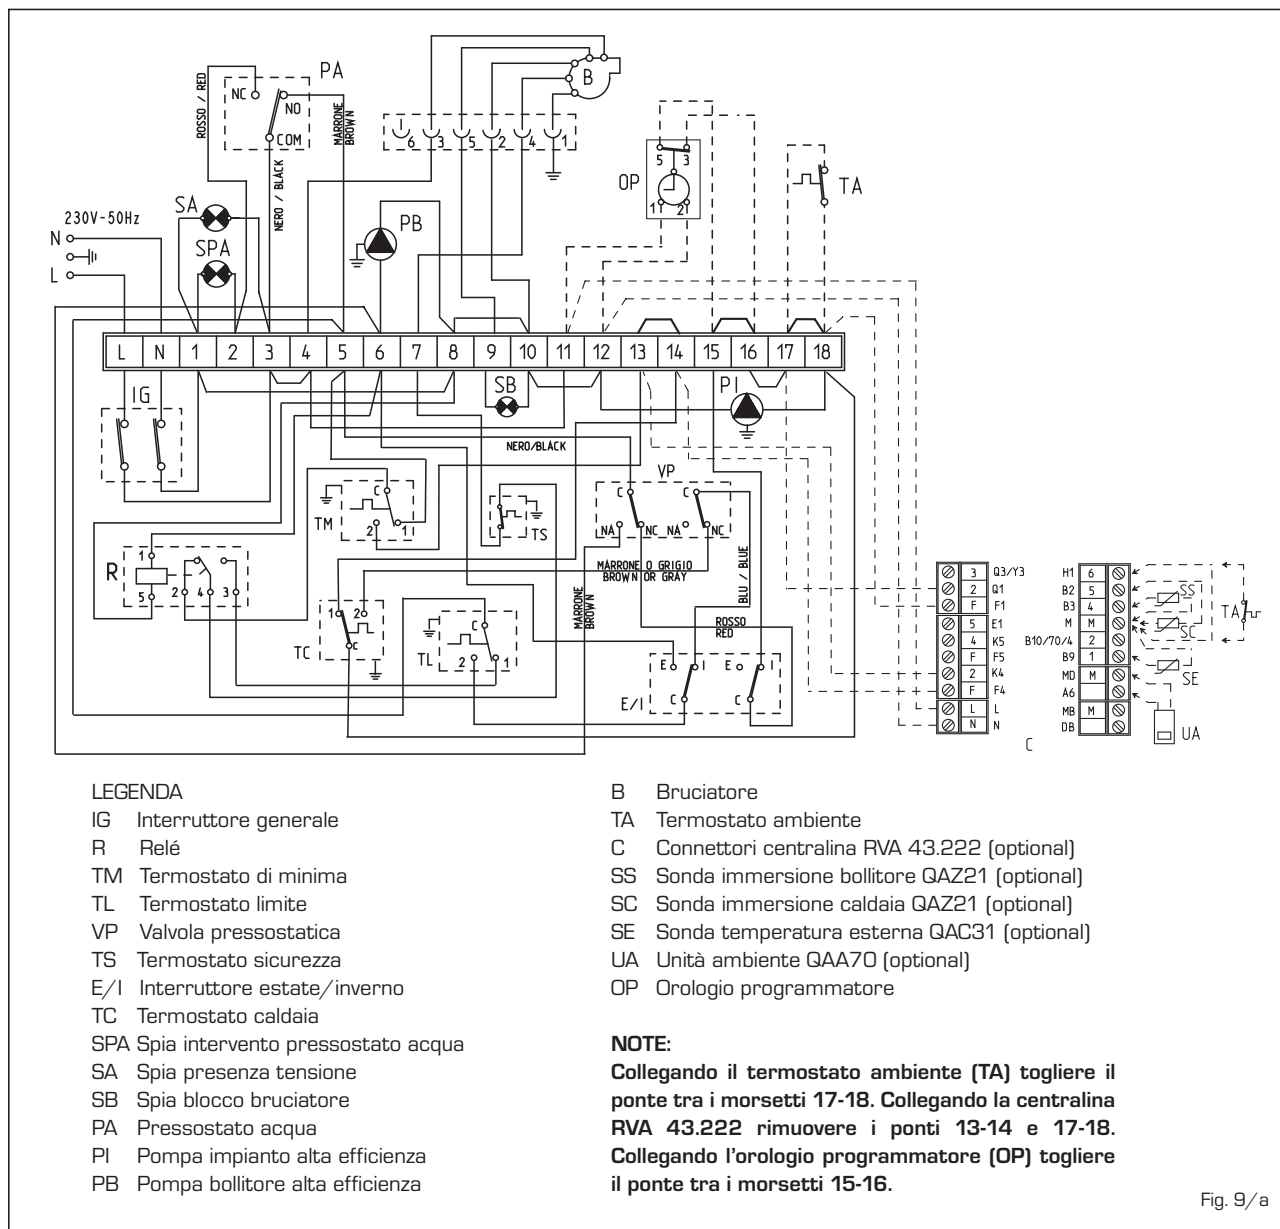 PA
NC
NO
COM
ROSSO / RED
NERO / BLACK
MARRONE
BROWN
B
6 3 5 2 4 1
5 3
OP
1 2
TA
SA
SPA
PB
230V-50Hz
N
L
L N 1 2 3 4 5 6 7 8 9 10 11 12 13 14 15 16 17 18
IG
SB
PI
NERO/BLACK
VP
C C
NA NC NA NC
TM
C
2 1
TS
MARRONE O GRIGIO
BROWN OR GRAY
BLU / BLUE
MARRONE
BROWN
ROSSO
RED
R
1
5 2 4 3
1 2
C
TC
C
TL
2 1
E I E I
C C
E/I
3 Q3/Y3
2 Q1
F F1
5 E1
4 K5
F F5
2 K4
F F4
L L
N N
H1 6
B2 5
B3 4
M M
B10/70/4 2
B9 1
MD M
A6
MB M
DB
SS
SC
TA
SE
UA
C
LEGENDA
IG Interruttore generale
R Relé
TM Termostato di minima
TL Termostato limite
VP Valvola pressostatica
TS Termostato sicurezza
E/I Interruttore estate/inverno
TC Termostato caldaia
SPA Spia intervento pressostato acqua
SA Spia presenza tensione
SB Spia blocco bruciatore
PA Pressostato acqua
PI Pompa impianto alta efficienza
PB Pompa bollitore alta efficienza
B Bruciatore
TA Termostato ambiente
C Connettori centralina RVA 43.222 (optional)
SS Sonda immersione bollitore QAZ21 (optional)
SC Sonda immersione caldaia QAZ21 (optional)
SE Sonda temperatura esterna QAC31 (optional)
UA Unità ambiente QAA70 (optional)
OP Orologio programmatore
NOTE:
Collegando il termostato ambiente (TA) togliere il
ponte tra i morsetti 17-18. Collegando la centralina
RVA 43.222 rimuovere i ponti 13-14 e 17-18.
Collegando l'orologio programmatore (OP) togliere
il ponte tra i morsetti 15-16.
Fig. 9/a